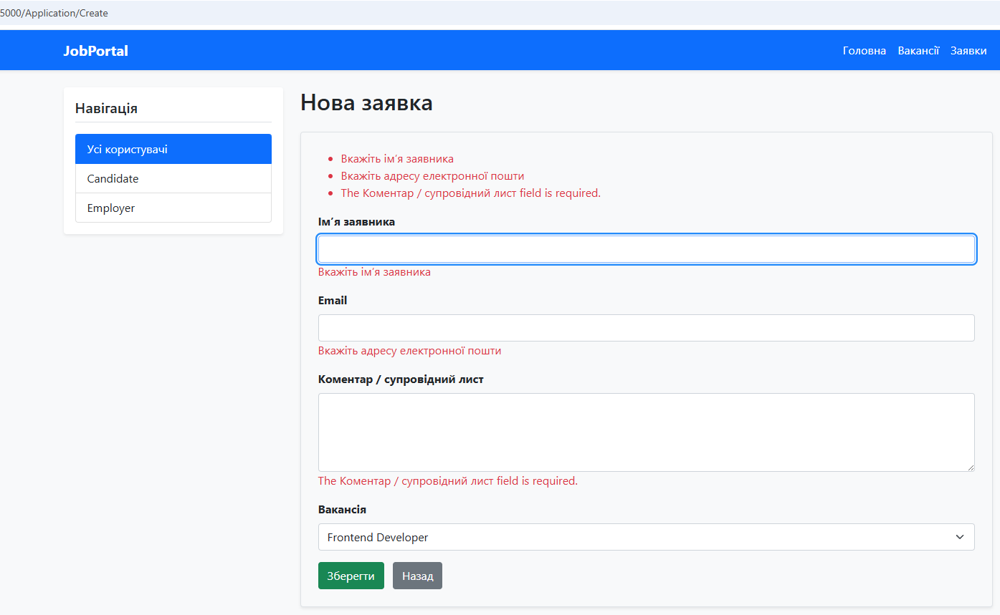 5000/Application/Create
JobPortal
Головна Вакансії Заявки
Навігація
Усі користувачі
Candidate
Employer
Нова заявка
Вкажіть ім’я заявника
Вкажіть адресу електронної пошти
The Коментар / супровідний лист field is required.
Ім’я заявника
Вкажіть ім’я заявника
Email
Вкажіть адресу електронної пошти
Коментар / супровідний лист
The Коментар / супровідний лист field is required.
Вакансія
Frontend Developer
Зберегти Назад